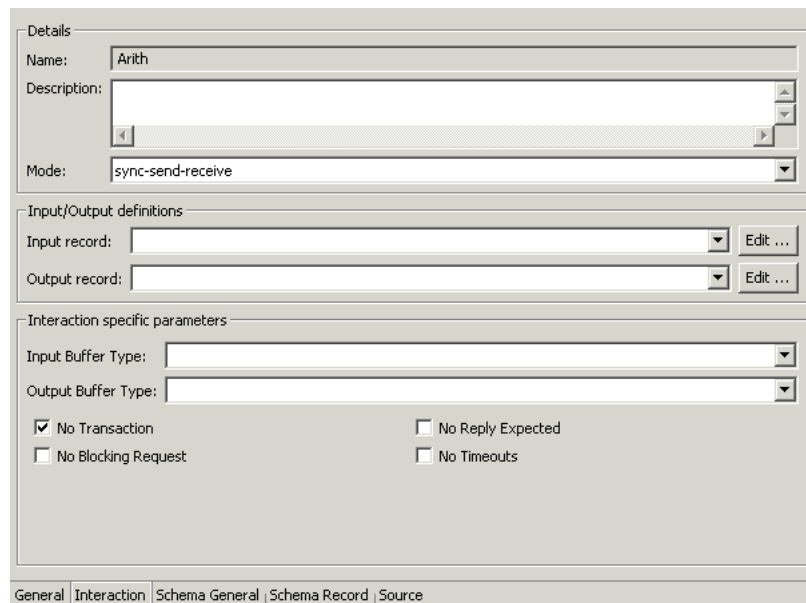 Details
Name: Arith
Description:
Mode: sync-send-receive
Input/Output definitions
Input record: Edit ...
Output record: Edit ...
Interaction specific parameters
Input Buffer Type:
Output Buffer Type:
No Transaction No Reply Expected
No Blocking Request No Timeouts
General Interaction Schema General Schema Record Source